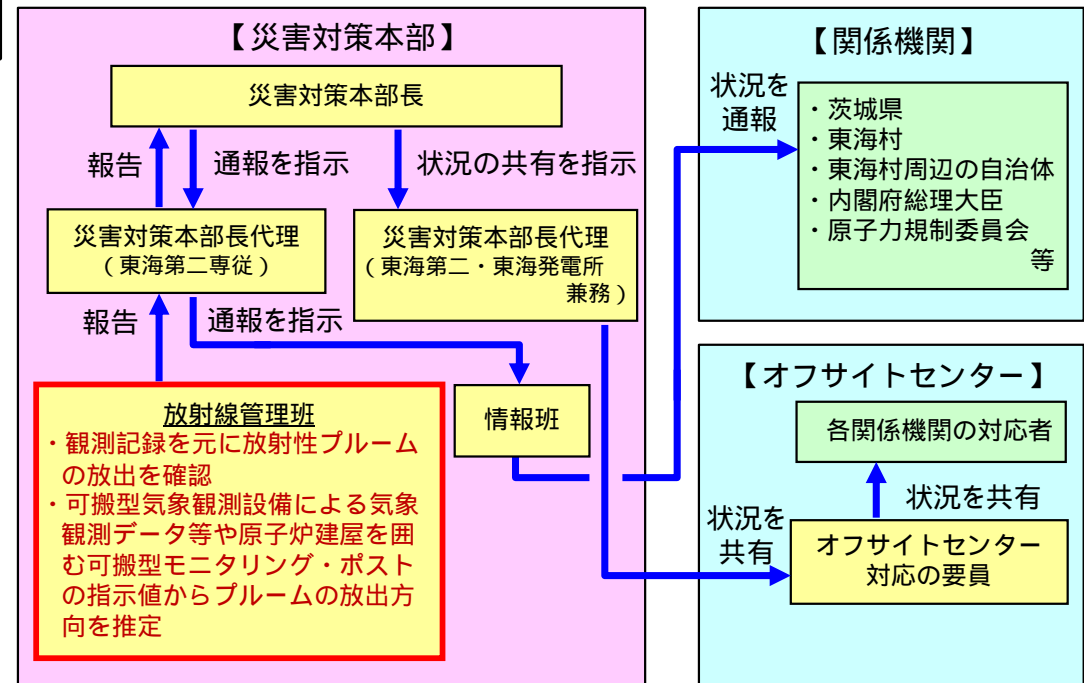 【災害対策本部】
災害対策本部長
報告
通報を指示
状況の共有を指示
災害対策本部長代理
（東海第二専従）
災害対策本部長代理
（東海第二・東海発電所
兼務）
報告
通報を指示
放射線管理班
・観測記録を元に放射性プルーム
の放出を確認
・可搬型気象観測設備による気象
観測データ等や原子炉建屋を囲
む可搬型モニタリング・ポスト
の指示値からプルームの放出方
向を推定
情報班
【関係機関】
状況を
通報
・茨城県
・東海村
・東海村周辺の自治体
・内閣府総理大臣
・原子力規制委員会
等
【オフサイトセンター】
各関係機関の対応者
状況を共有
状況を
共有
オフサイトセンター
対応の要員